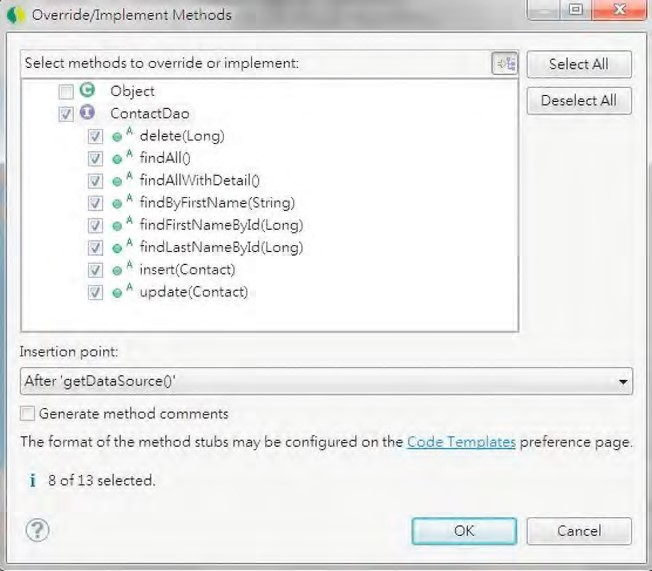 Override/Implement Methods
Select methods to override or implement:
Select All
Deselect All
C Object
I ContactDao
A delete(Long)
A findAll()
A findAllWithDetail()
A findByFirstName(String)
A findFirstNameById(Long)
A findLastNameById(Long)
A insert(Contact)
A update(Contact)
Insertion point:
After 'getDataSource()'
Generate method comments
The format of the method stubs may be configured on the Code Templates preference page.
i 8 of 13 selected.
? OK Cancel